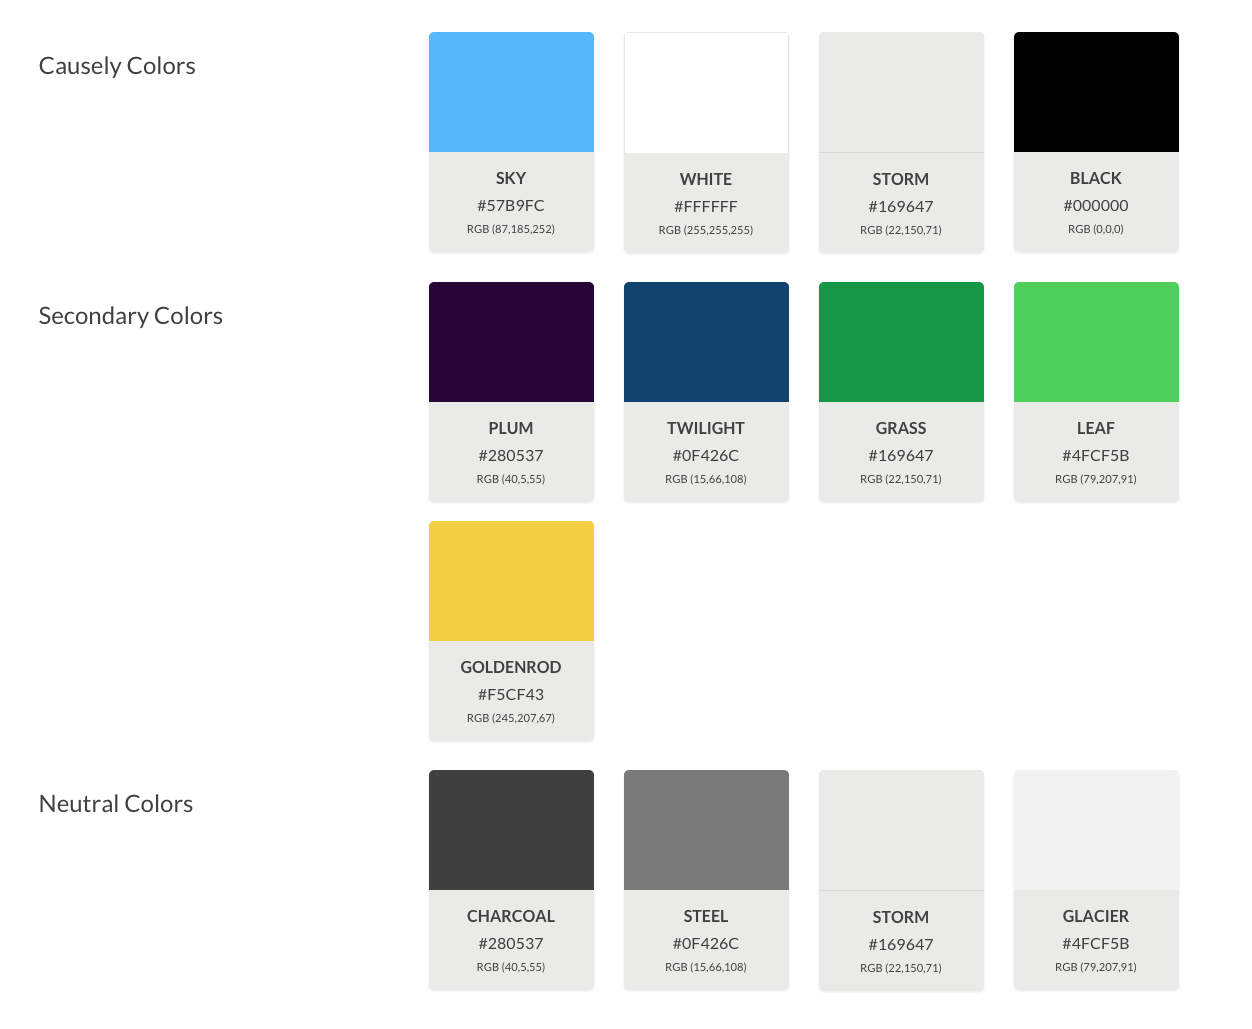 Causely Colors
SKY
#57B9FC
RGB (87,185,252)
WHITE
#FFFFFF
RGB (255,255,255)
STORM
#169647
RGB (22,150,71)
BLACK
#000000
RGB (0,0,0)
Secondary Colors
PLUM
#280537
RGB (40,5,55)
TWILIGHT
#0F426C
RGB (15,66,108)
GRASS
#169647
RGB (22,150,71)
LEAF
#4FCF5B
RGB (79,207,91)
GOLDENROD
#F5CF43
RGB (245,207,67)
Neutral Colors
CHARCOAL
#280537
RGB (40,5,55)
STEEL
#0F426C
RGB (15,66,108)
STORM
#169647
RGB (22,150,71)
GLACIER
#4FCF5B
RGB (79,207,91)